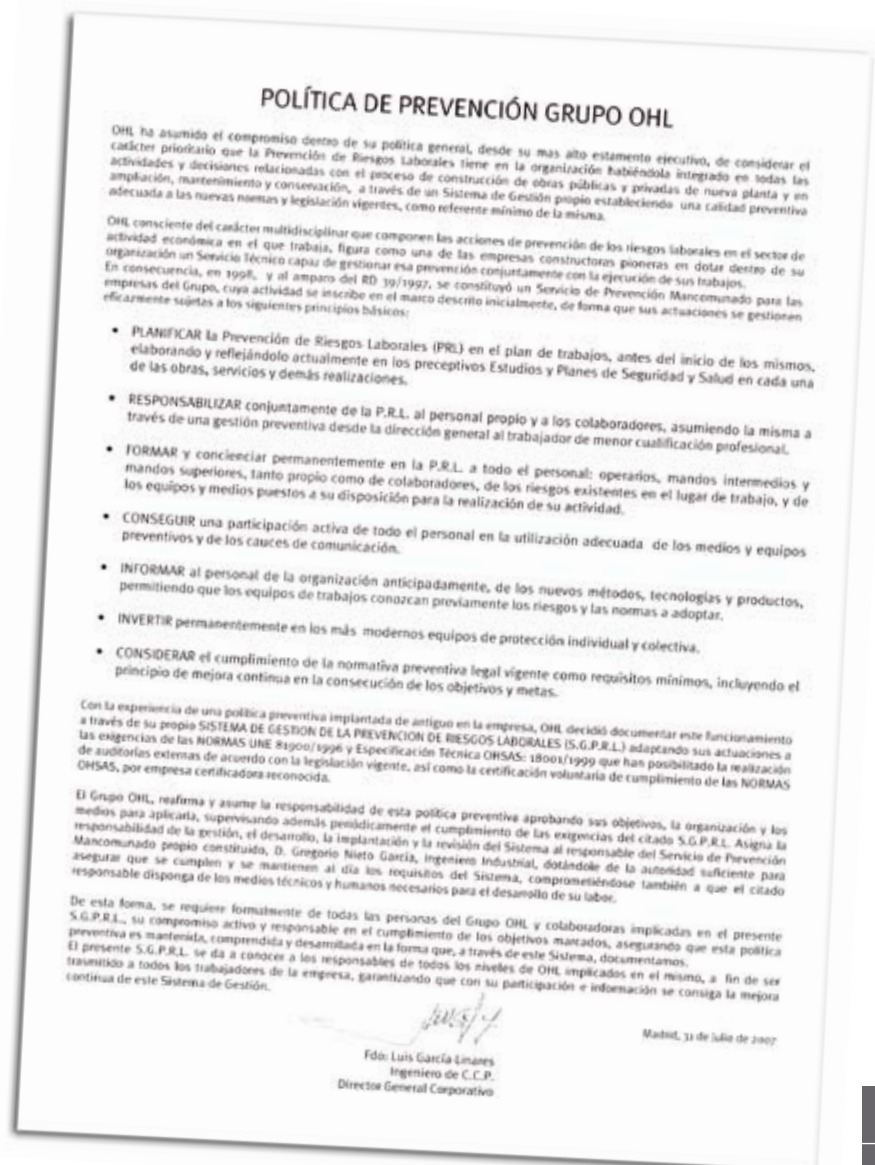 POLÍTICA DE PREVENCIÓN GRUPO OHL
OHL ha asumido el compromiso dentro de su política general, desde su mas alto estamento ejecutivo, de considerar el
carácter prioritario que la Prevención de Riesgos Laborales tiene en la organización habiéndola integrado en todas las
actividades y decisiones relacionadas con el proceso de construcción de obras públicas y privadas de nueva planta y en
ampliación, mantenimiento y conservación, a través de un Sistema de Gestión propio estableciendo una calidad preventiva
adecuada a las nuevas normas y legislación vigentes, como referente mínimo de la misma.
OHL consciente del carácter multidisciplinar que componen las acciones de prevención de los riesgos laborales en el sector de
actividad económica en el que trabaja, figura como una de las empresas constructoras pioneras en dotar dentro de su
organización un Servicio Técnico capaz de gestionar esa prevención conjuntamente con la ejecución de sus trabajos.
En consecuencia, en 1998, y al amparo del RD 39/1997, se constituyó un Servicio de Prevención Mancomunado para las
empresas del Grupo, cuya actividad se inscribe en el marco descrito inicialmente, de forma que sus actuaciones se gestionen
eficazmente sujetas a los siguientes principios básicos:
• PLANIFICAR la Prevención de Riesgos Laborales (PRL) en el plan de trabajos, antes del inicio de los mismos,
elaborando y reflejándolo actualmente en los preceptivos Estudios y Planes de Seguridad y Salud en cada una
de las obras, servicios y demás realizaciones.
• RESPONSABILIZAR conjuntamente de la P.R.L. al personal propio y a los colaboradores, asumiendo la misma a
través de una gestión preventiva desde la dirección general al trabajador de menor cualificación profesional.
• FORMAR y concienciar permanentemente en la P.R.L. a todo el personal: operarios, mandos intermedios y
mandos superiores, tanto propio como de colaboradores, de los riesgos existentes en el lugar de trabajo, y de
los equipos y medios puestos a su disposición para la realización de su actividad.
• CONSEGUIR una participación activa de todo el personal en la utilización adecuada de los medios y equipos
preventivos y de los cauces de comunicación.
• INFORMAR al personal de la organización anticipadamente, de los nuevos métodos, tecnologías y productos,
permitiendo que los equipos de trabajos conozcan previamente los riesgos y las normas a adoptar.
• INVERTIR permanentemente en los más modernos equipos de protección individual y colectiva.
• CONSIDERAR el cumplimiento de la normativa preventiva legal vigente como requisitos mínimos, incluyendo el
principio de mejora continua en la consecución de los objetivos y metas.
Con la experiencia de una política preventiva implantada de antiguo en la empresa, OHL decidió documentar este funcionamiento
a través de su propio SISTEMA DE GESTIÓN DE LA PREVENCION DE RIESGOS LABORALES (S.G.P.R.L.) adaptando sus actuaciones a
las exigencias de las NORMAS UNE 81900/1996 y Especificación Técnica OHSAS: 18001/1999 que han posibilitado la realización
de auditorías externas de acuerdo con la legislación vigente, así como la certificación voluntaria de cumplimiento de las NORMAS
OHSAS, por empresa certificadora reconocida.
El Grupo OHL, reafirma y asume la responsabilidad de esta política preventiva aprobando sus objetivos, la organización y los
medios para aplicarla, supervisando además periódicamente el cumplimiento de las exigencias del citado S.G.P.R.L. Asigna la
responsabilidad de la gestión, el desarrollo, la implantación y la revisión del Sistema al responsable del Servicio de Prevención
Mancomunado propio constituido, D. Gregorio Nieto García, Ingeniero Industrial, dotándole de la autoridad suficiente para
asegurar que se cumplen y se mantienen al día los requisitos del Sistema, comprometiéndose también a que el citado
responsable disponga de los medios técnicos y humanos necesarios para el desarrollo de su labor.
De esta forma, se requiere formalmente de todas las personas del Grupo OHL y colaboradoras implicadas en el presente
S.G.P.R.L., su compromiso activo y responsable en el cumplimiento de los objetivos marcados, asegurando que esta política
preventiva es mantenida, comprendida y desarrollada en la forma que, a través de este Sistema, documentamos.
El presente S.G.P.R.L. se da a conocer a los responsables de todos los niveles de OHL implicados en el mismo, a fin de ser
trasmitido a todos los trabajadores de la empresa, garantizando que con su participación e información se consiga la mejora
continua de este Sistema de Gestión.
Madrid, 31 de julio de 2007
Fdo: Luis García Linares
Ingeniero de C.C.P.
Director General Corporativo